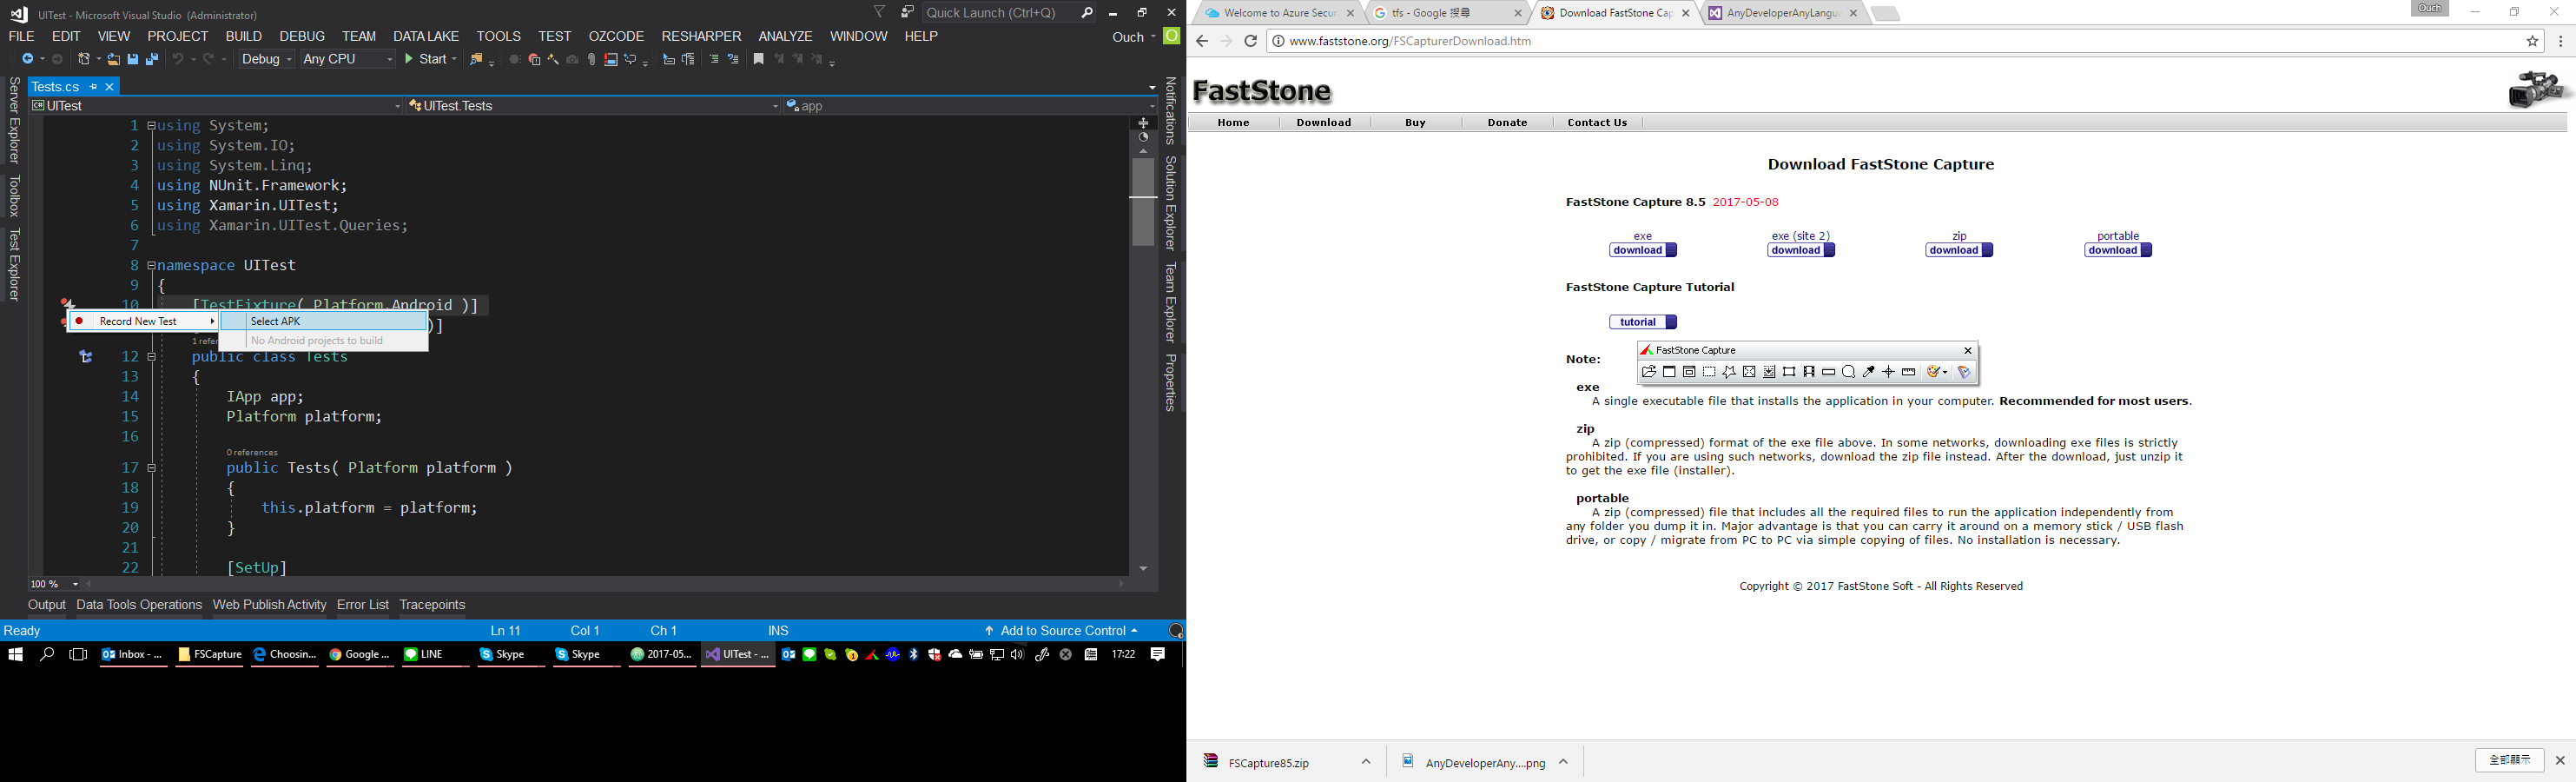 UITest - Microsoft Visual Studio (Administrator)
Quick Launch (Ctrl+Q)
FILE EDIT VIEW PROJECT BUILD DEBUG TEAM DATA LAKE TOOLS TEST OZCODE RESHARPER ANALYZE WINDOW HELP
Ouch
Debug Any CPU Start
Server Explorer
Toolbox
Test Explorer
Tests.cs
UITest UITest.Tests app
1 using System;
2 using System.IO;
3 using System.Linq;
4 using NUnit.Framework;
5 using Xamarin.UITest;
6 using Xamarin.UITest.Queries;
7
8 namespace UITest
9 {
10 [TestFixture( Platform.Android )]
Record New Test
Select APK
No Android projects to build
)]
1 refer
12 public class Tests
13 {
14 IApp app;
15 Platform platform;
16
0 references
17 public Tests( Platform platform )
18 {
19 this.platform = platform;
20 }
21
22 [SetUp]
100 %
Notifications
Solution Explorer
Team Explorer
Properties
Output Data Tools Operations Web Publish Activity Error List Tracepoints
Ready Ln 11 Col 1 Ch 1 INS Add to Source Control
Inbox - ... FSCapture Choosin... Google ... LINE Skype Skype 2017-05... UITest - ... 17:22
Welcome to Azure Secur
tfs - Google 搜尋
Download FastStone Cap
AnyDeveloperAnyLangua
Ouch
www.faststone.org/FSCapturerDownload.htm
FastStone
Home Download Buy Donate Contact Us
Download FastStone Capture
FastStone Capture 8.5 2017-05-08
exe exe (site 2) zip portable
download download download download
FastStone Capture Tutorial
tutorial
FastStone Capture
Note:
exe
A single executable file that installs the application in your computer. Recommended for most users.
zip
A zip (compressed) format of the exe file above. In some networks, downloading exe files is strictly
prohibited. If you are using such networks, download the zip file instead. After the download, just unzip it
to get the exe file (installer).
portable
A zip (compressed) file that includes all the required files to run the application independently from
any folder you dump it in. Major advantage is that you can carry it around on a memory stick / USB flash
drive, or copy / migrate from PC to PC via simple copying of files. No installation is necessary.
Copyright © 2017 FastStone Soft - All Rights Reserved
FSCapture85.zip
AnyDeveloperAny....png
全部顯示